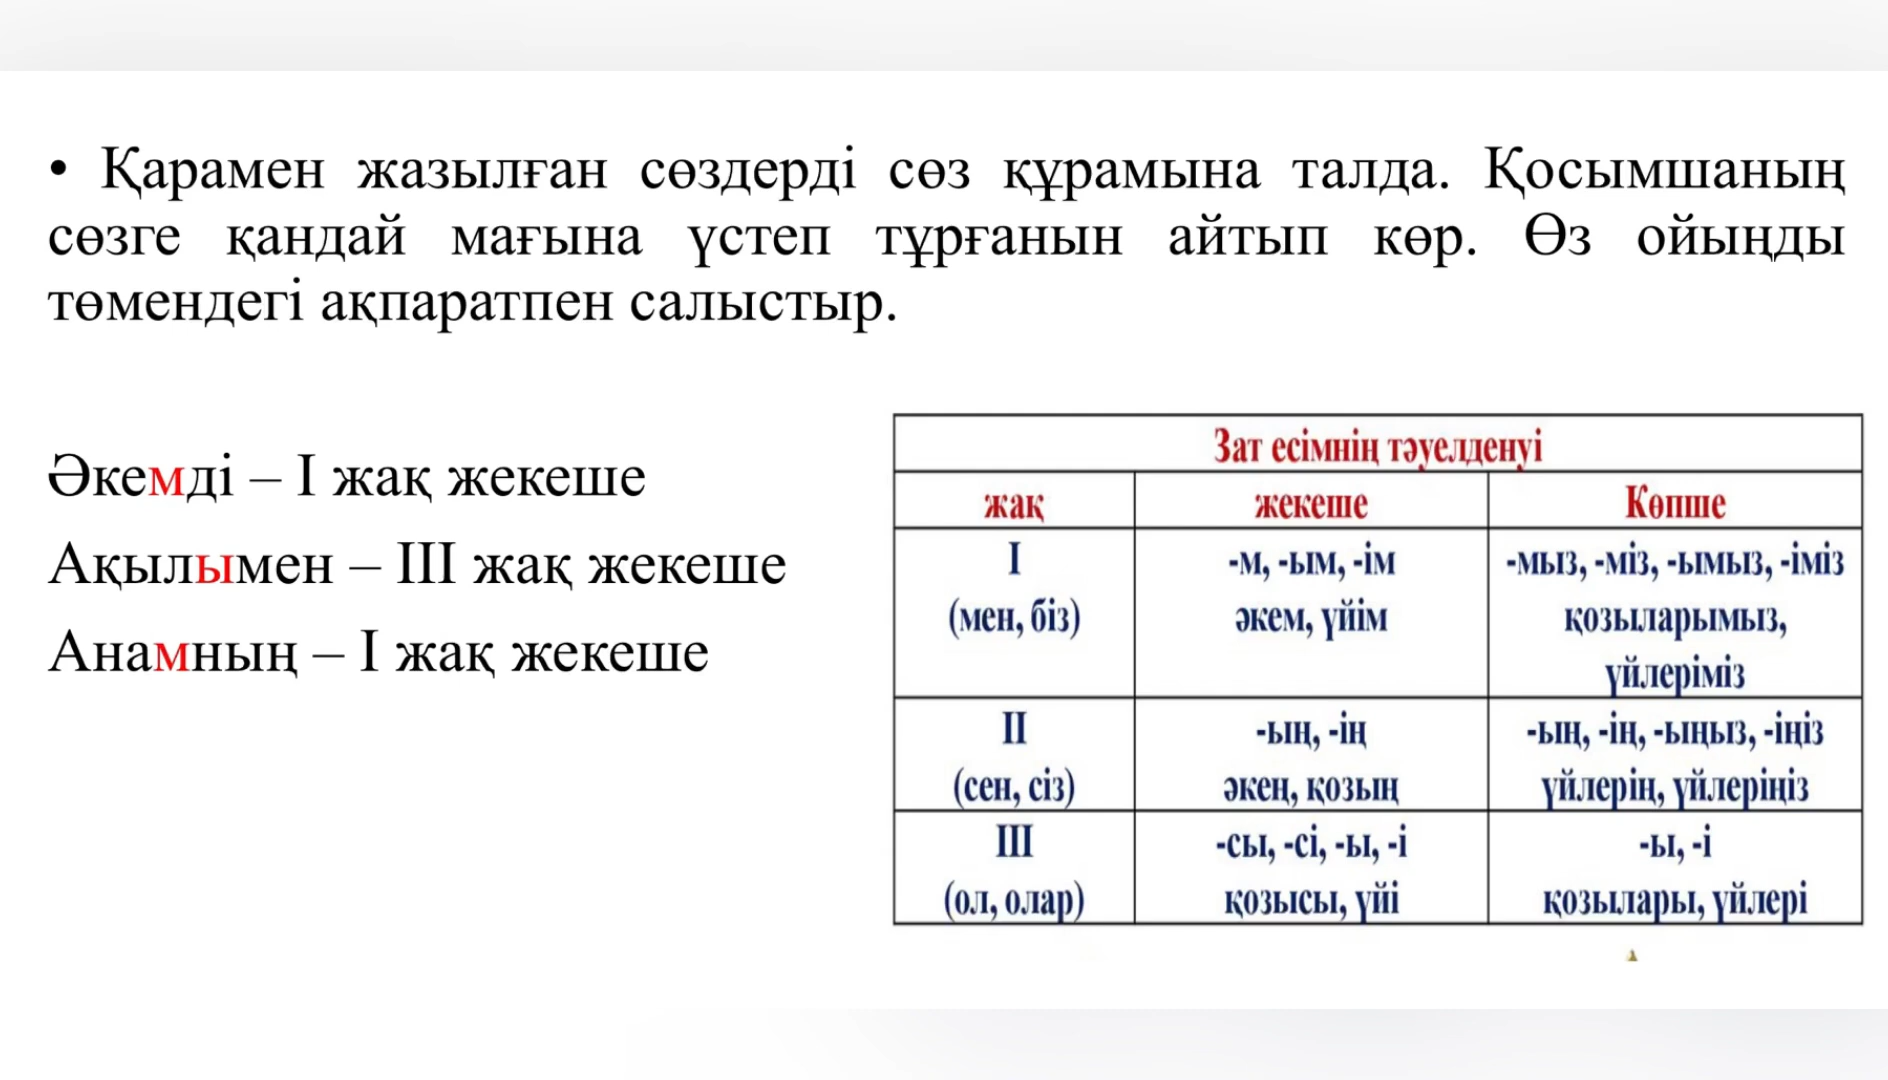 • Қарамен жазылған сөздерді сөз құрамына талда. Қосымшаның
сөзге қандай мағына үстеп тұрғанын айтып көр. Өз ойыңды
төмендегі ақпаратпен салыстыр.
Әкемді – I жақ жекеше
Ақылымен – III жақ жекеше
Анамның – I жақ жекеше
Зат есімнің тәуелденуі
жақ жекеше Көпше
I -м, -ым, -ім -мыз, -міз, -ымыз, -іміз
(мен, біз) әкем, үйім қозыларымыз,
үйлеріміз
II -ың, -ің -ың, -ің, -ыңыз, -іңіз
(сен, сіз) әкең, қозың үйлерің, үйлеріңіз
III -сы, -сі, -ы, -і -ы, -і
(ол, олар) қозысы, үйі қозылары, үйлері